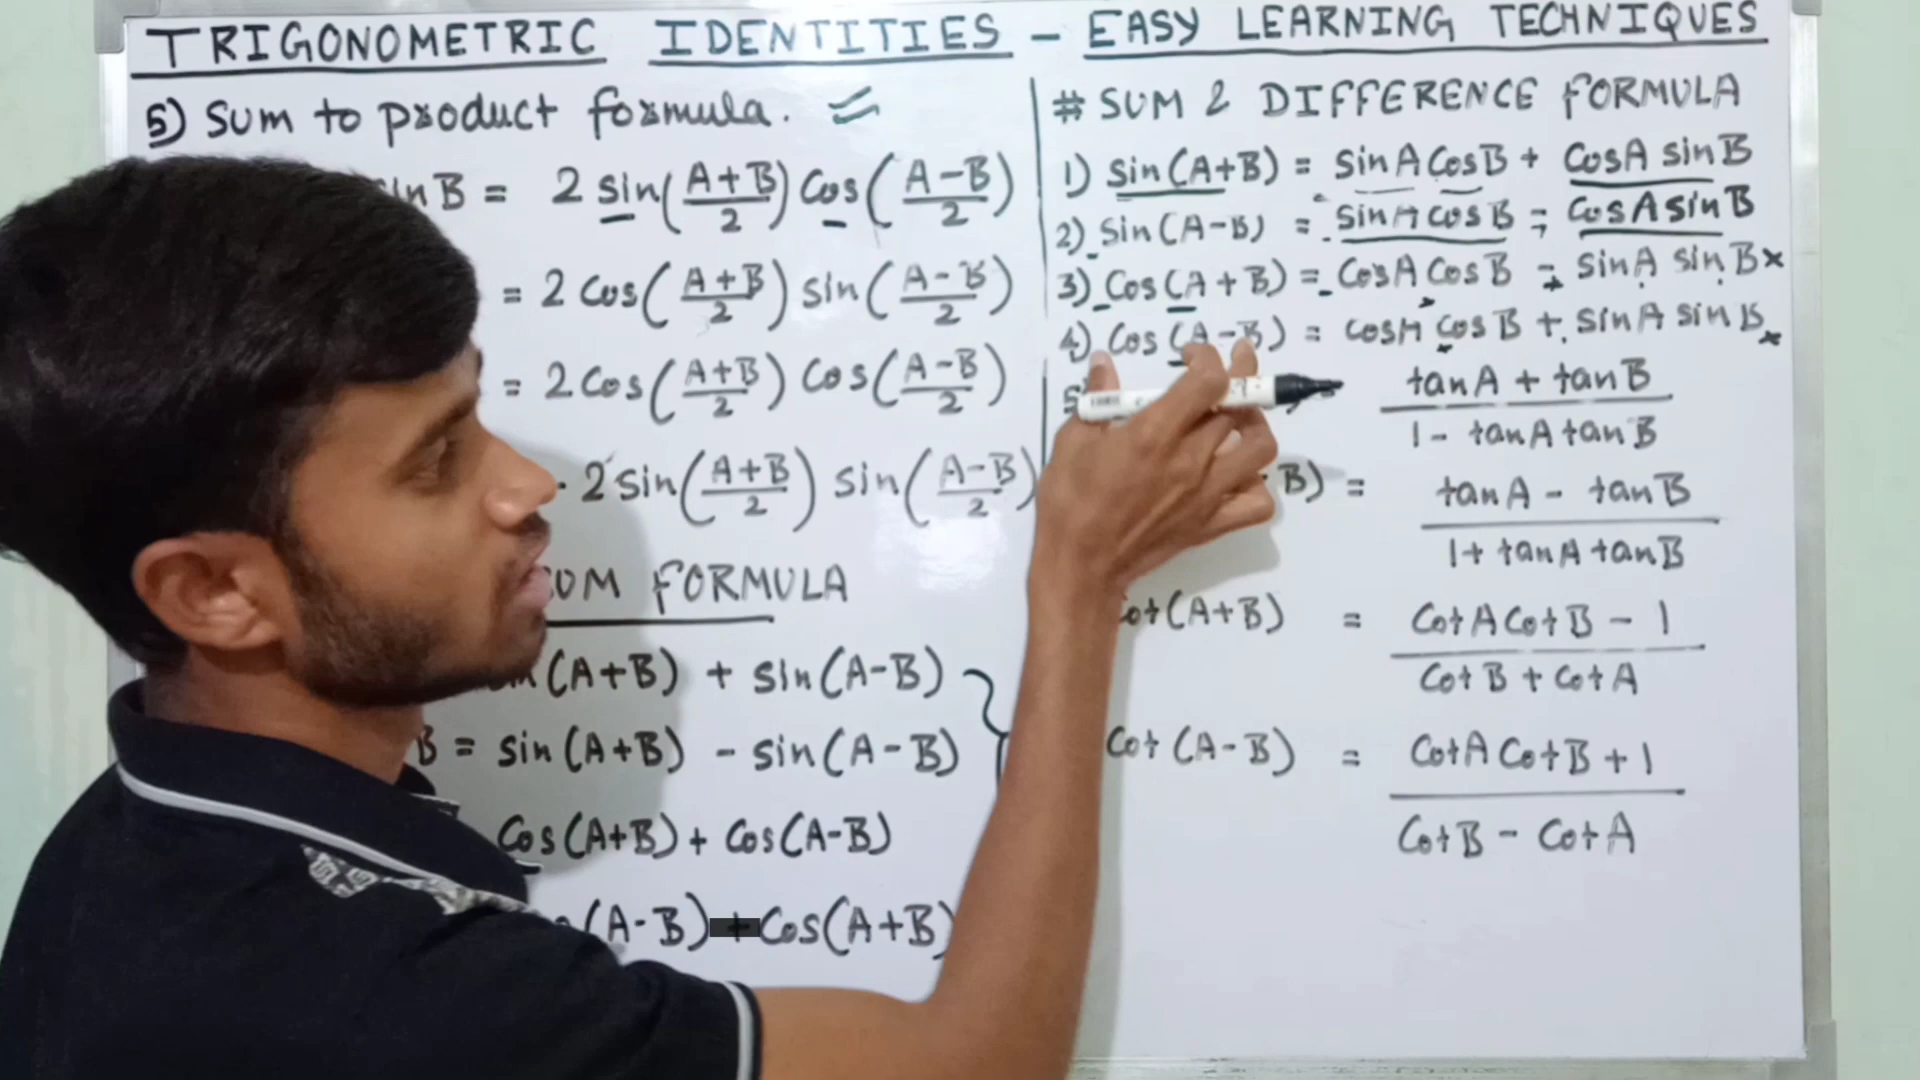 TRIGONOMETRIC IDENTITIES - EASY LEARNING TECHNIQUES
5) Sum to product formula.
B = 2 sin((A+B)/2) Cos((A-B)/2)
= 2 Cos((A+B)/2) sin((A-B)/2)
= 2 Cos((A+B)/2) Cos((A-B)/2)
2 sin((A+B)/2) sin((A-B)/2)
FORMULA
(A+B) + sin(A-B)
B = sin(A+B) - sin(A-B)
Cos(A+B) + Cos(A-B)
(A-B) + Cos(A+B)
# SUM & DIFFERENCE FORMULA
1) sin(A+B) = sinA CosB + CosA sinB
2) sin(A-B) = sinA cosB - CosA sinB
3) Cos(A+B) = CosA CosB - sinA sinB
4) Cos(A-B) = cosA cosB + sinA sinB
= (tanA + tanB)/(1 - tanA tanB)
B) = (tanA - tanB)/(1 + tanA tanB)
Cot(A+B) = (CotA CotB - 1)/(CotB + CotA)
Cot(A-B) = (CotA CotB + 1)/(CotB - CotA)